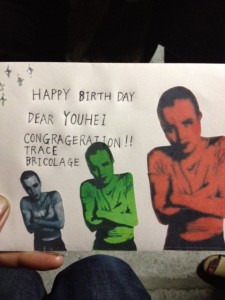 HAPPY BIRTH DAY
DEAR YOUHEI
CONGRAGERATION!!
TRACE
BRICOLAGE